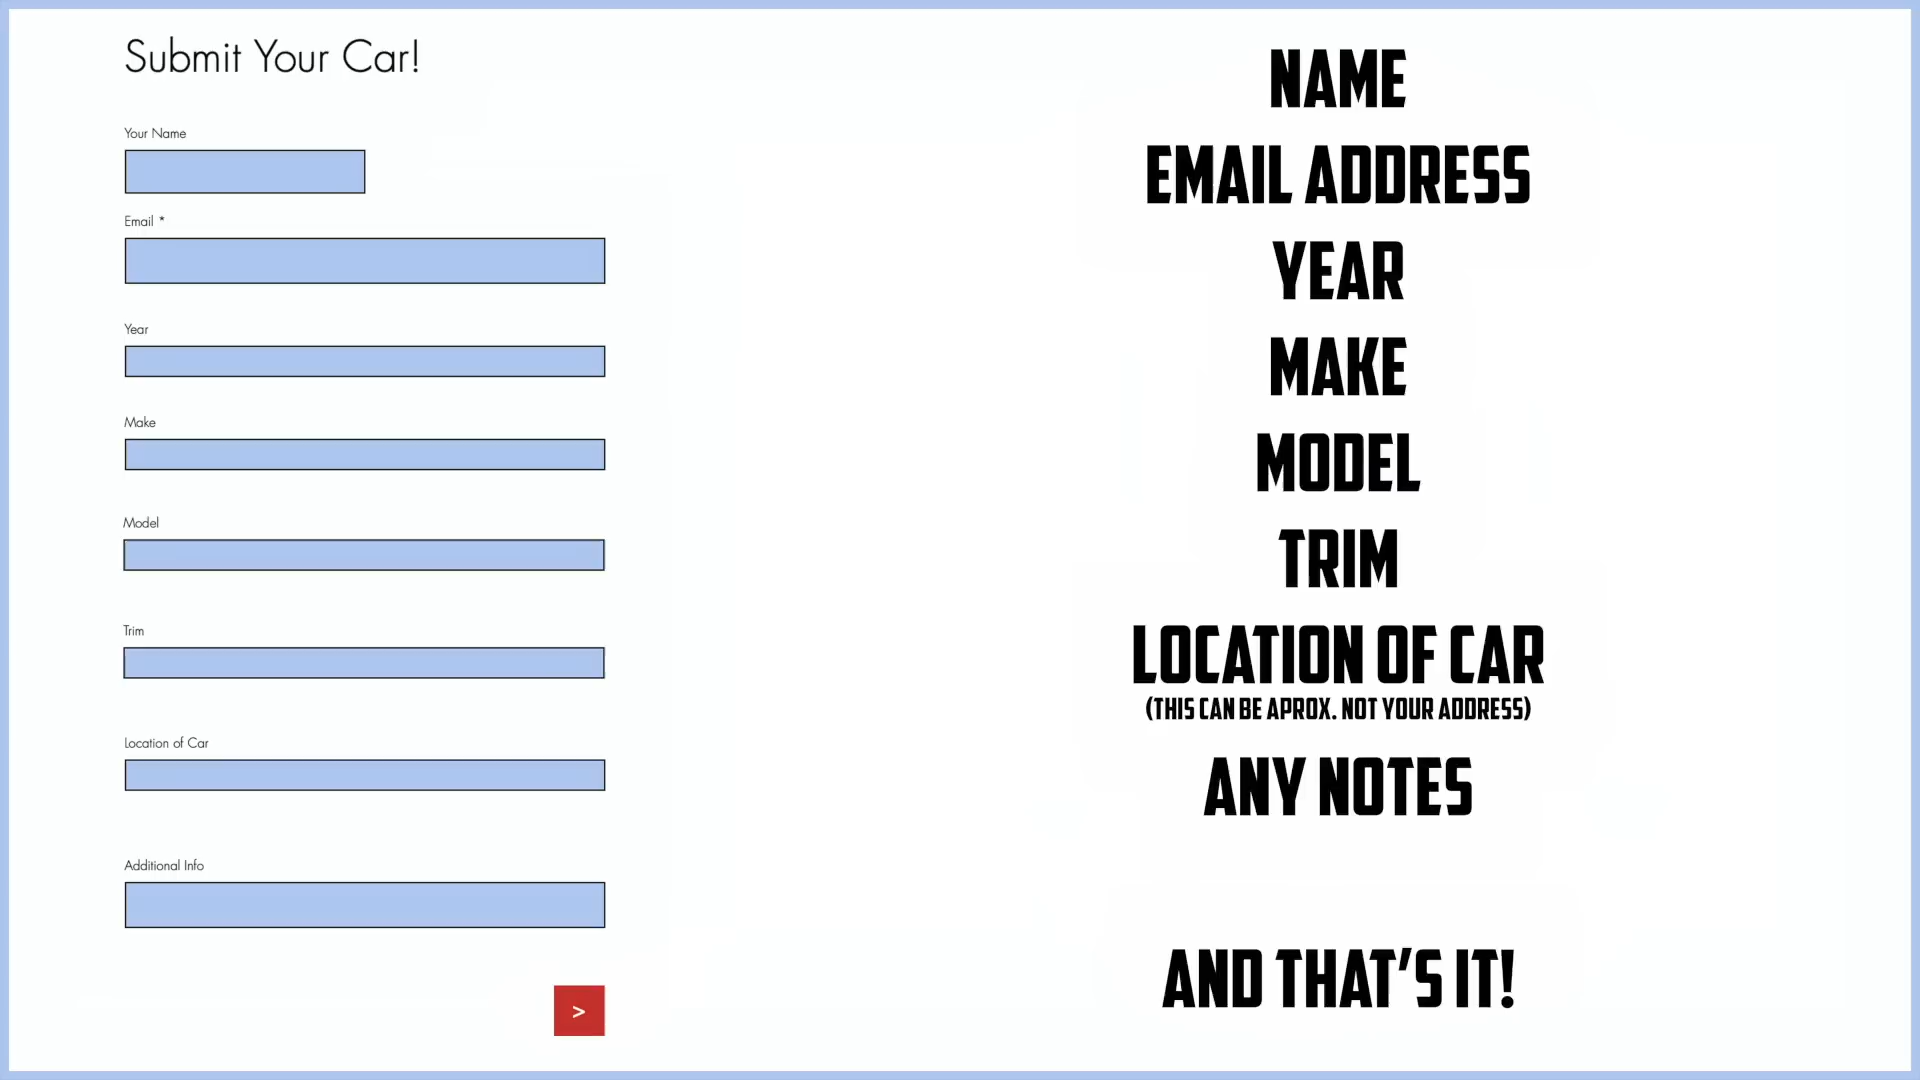 Submit Your Car!
Your Name
Email *
Year
Make
Model
Trim
Location of Car
Additional Info
>
NAME
EMAIL ADDRESS
YEAR
MAKE
MODEL
TRIM
LOCATION OF CAR
(THIS CAN BE APROX. NOT YOUR ADDRESS)
ANY NOTES
AND THAT'S IT!